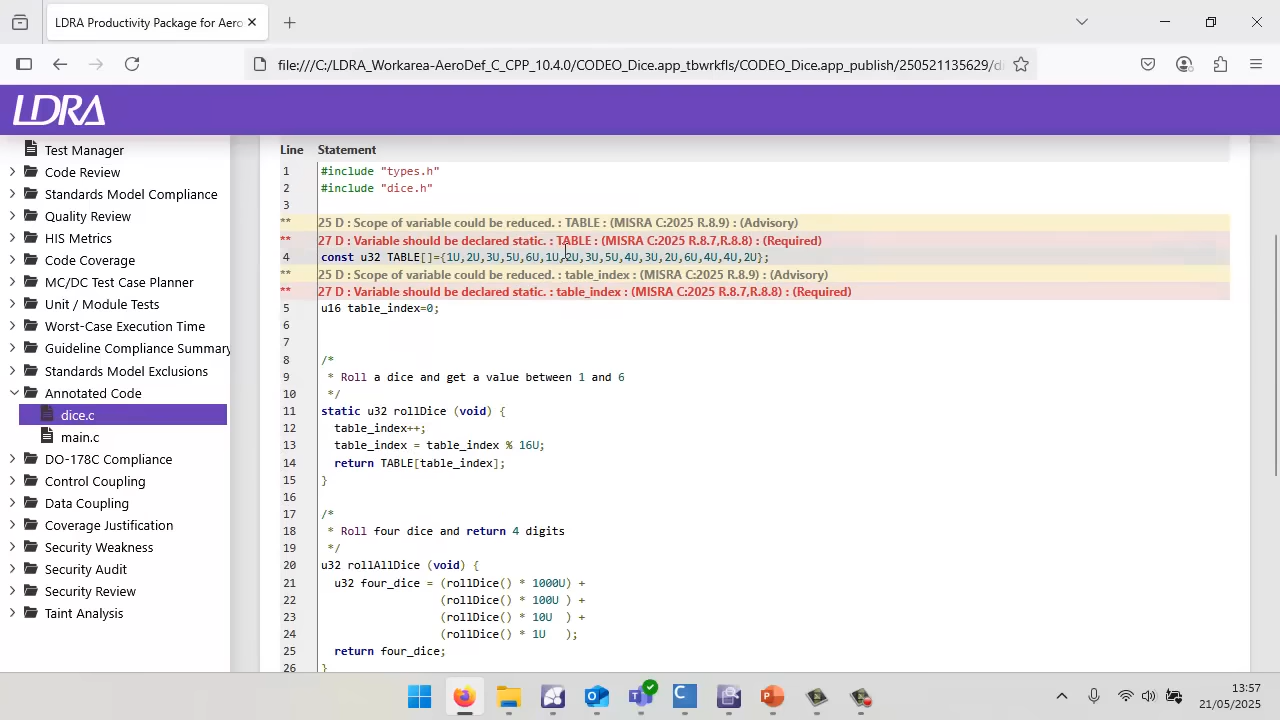 LDRA Productivity Package for Aero
file:///C:/LDRA_Workarea-AeroDef_C_CPP_10.4.0/CODEO_Dice.app_tbwrkfls/CODEO_Dice.app_publish/250521135629/di
LDRA
Test Manager
Code Review
Standards Model Compliance
Quality Review
HIS Metrics
Code Coverage
MC/DC Test Case Planner
Unit / Module Tests
Worst-Case Execution Time
Guideline Compliance Summary
Standards Model Exclusions
Annotated Code
dice.c
main.c
DO-178C Compliance
Control Coupling
Data Coupling
Coverage Justification
Security Weakness
Security Audit
Security Review
Taint Analysis
Line Statement
1 #include "types.h"
2 #include "dice.h"
3
** 25 D : Scope of variable could be reduced. : TABLE : (MISRA C:2025 R.8.9) : (Advisory)
** 27 D : Variable should be declared static. : TABLE : (MISRA C:2025 R.8.7,R.8.8) : (Required)
4 const u32 TABLE[]={1U,2U,3U,5U,6U,1U,2U,3U,5U,4U,3U,2U,6U,4U,4U,2U};
** 25 D : Scope of variable could be reduced. : table_index : (MISRA C:2025 R.8.9) : (Advisory)
** 27 D : Variable should be declared static. : table_index : (MISRA C:2025 R.8.7,R.8.8) : (Required)
5 u16 table_index=0;
6
7
8 /*
9 * Roll a dice and get a value between 1 and 6
10 */
11 static u32 rollDice (void) {
12 table_index++;
13 table_index = table_index % 16U;
14 return TABLE[table_index];
15 }
16
17 /*
18 * Roll four dice and return 4 digits
19 */
20 u32 rollAllDice (void) {
21 u32 four_dice = (rollDice() * 1000U) +
22 (rollDice() * 100U ) +
23 (rollDice() * 10U ) +
24 (rollDice() * 1U );
25 return four_dice;
26 }
13:57
21/05/2025